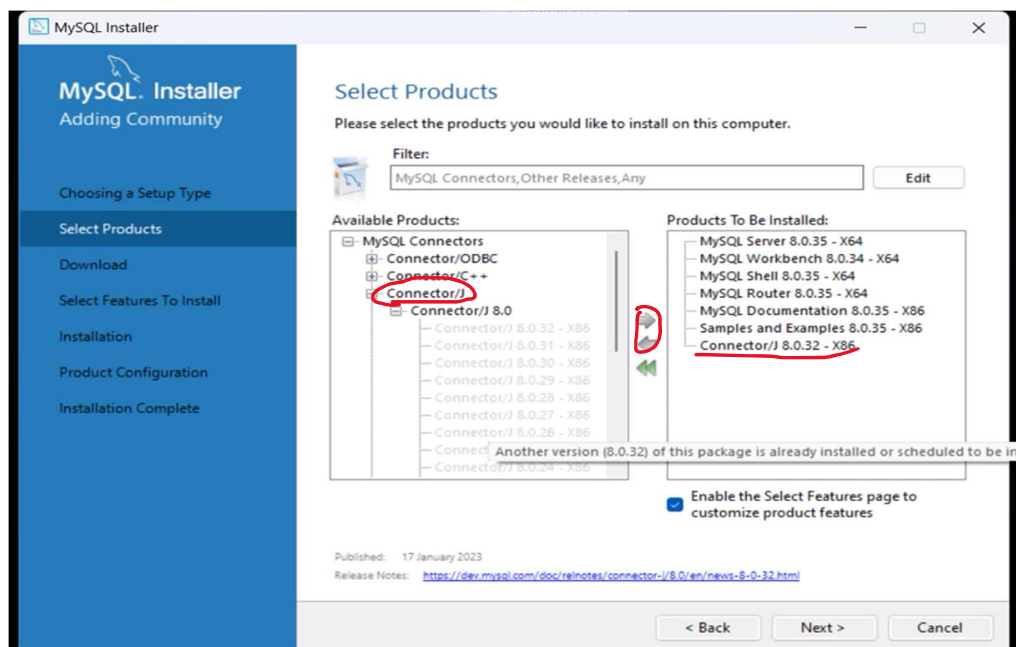 MySQL Installer
MySQL. Installer
Adding Community
Choosing a Setup Type
Select Products
Download
Select Features To Install
Installation
Product Configuration
Installation Complete
Select Products
Please select the products you would like to install on this computer.
Filter:
MySQL Connectors,Other Releases,Any
Edit
Available Products:
MySQL Connectors
Connector/ODBC
Connector/C++
Connector/J
Connector/J 8.0
Connector/J 8.0.32 - X86
Connector/J 8.0.31 - X86
Connector/J 8.0.30 - X86
Connector/J 8.0.29 - X86
Connector/J 8.0.28 - X86
Connector/J 8.0.27 - X86
Connector/J 8.0.26 - X86
Connect
Connector/J 8.0.24 - X86
Another version (8.0.32) of this package is already installed or scheduled to be in
Products To Be Installed:
MySQL Server 8.0.35 - X64
MySQL Workbench 8.0.34 - X64
MySQL Shell 8.0.35 - X64
MySQL Router 8.0.35 - X64
MySQL Documentation 8.0.35 - X86
Samples and Examples 8.0.35 - X86
Connector/J 8.0.32 - X86
Enable the Select Features page to
customize product features
Published: 17 January 2023
Release Notes: https://dev.mysql.com/doc/relnotes/connector-j/8.0/en/news-8-0-32.html
< Back
Next >
Cancel